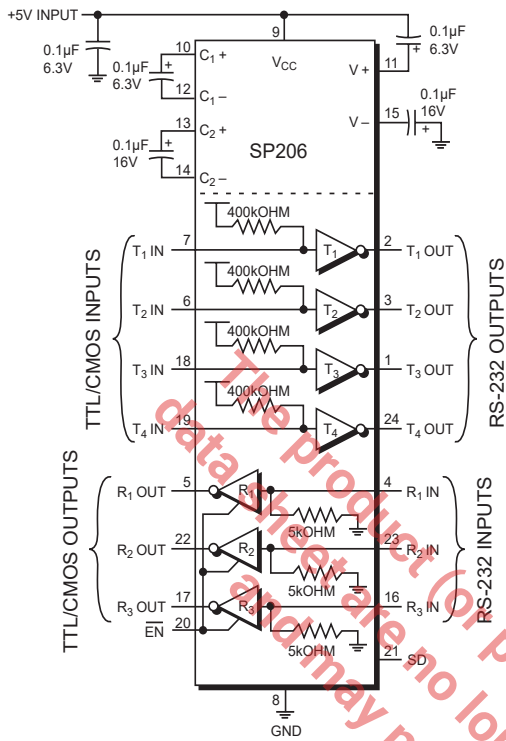 +5V INPUT
0.1µF
6.3V
9
10
C1 +
VCC
0.1µF
6.3V
12
C1 –
V +
11
0.1µF
6.3V
13
C2 +
0.1µF
16V
14
C2 –
V –
15
0.1µF
16V
SP206
400kOHM
T1 IN
7
T1
2
T1 OUT
400kOHM
T2 IN
6
T2
3
T2 OUT
400kOHM
T3 IN
18
T3
1
T3 OUT
400kOHM
T4 IN
19
T4
24
T4 OUT
TTL/CMOS INPUTS
RS-232 OUTPUTS
R1 OUT
5
R1
4
R1 IN
5kOHM
R2 OUT
22
R2
23
R2 IN
5kOHM
R3 OUT
17
R3
16
R3 IN
5kOHM
EN
20
21
SD
TTL/CMOS OUTPUTS
RS-232 INPUTS
8
GND
The product (or p
data sheet are no lon
and may n